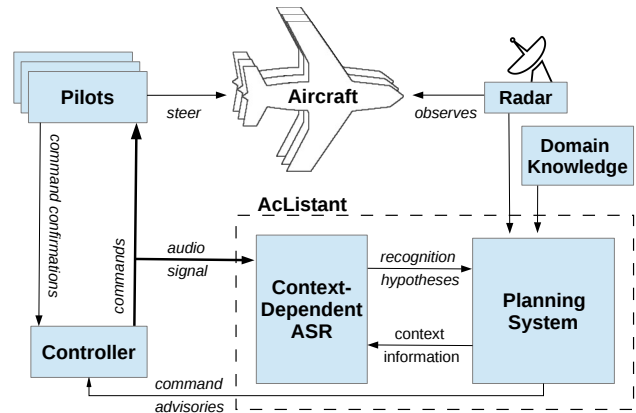 Pilots
steer
Aircraft
observes
Radar
Domain
Knowledge
command confirmations
commands
audio
signal
AcListant
Context-
Dependent
ASR
recognition
hypotheses
context
information
Planning
System
Controller
command
advisories